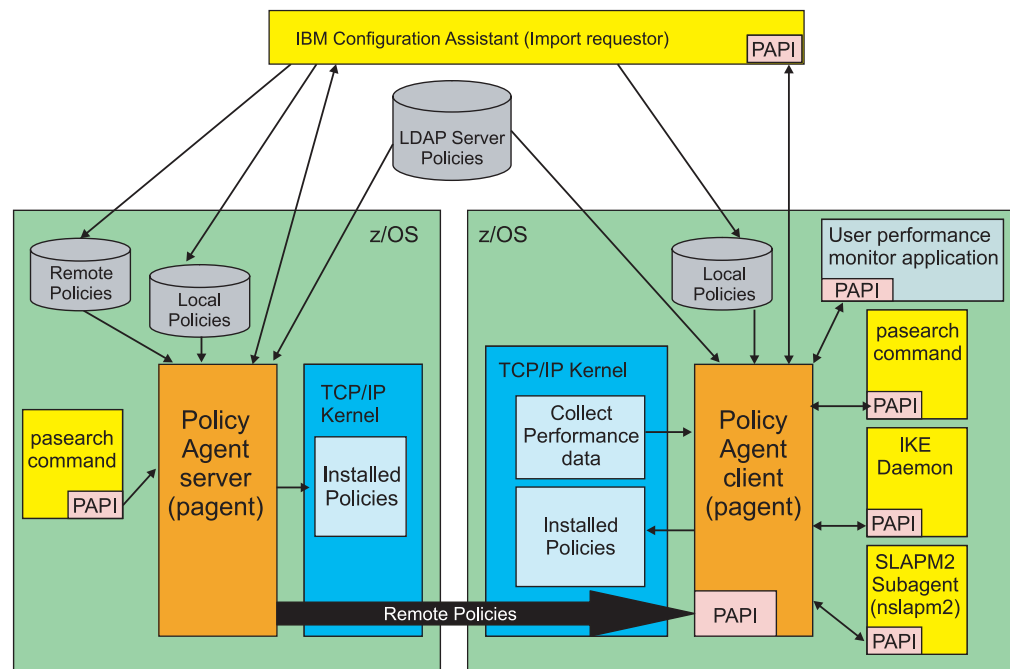 IBM Configuration Assistant (Import requestor)
PAPI
LDAP Server
Policies
z/OS
Remote
Policies
Local
Policies
pasearch
command
PAPI
Policy
Agent
server
(pagent)
TCP/IP
Kernel
Installed
Policies
Remote Policies
z/OS
Local
Policies
User performance
monitor application
PAPI
TCP/IP Kernel
Collect
Performance
data
Installed
Policies
Policy
Agent
client
(pagent)
PAPI
pasearch
command
PAPI
IKE
Daemon
PAPI
SLAPM2
Subagent
(nslapm2)
PAPI